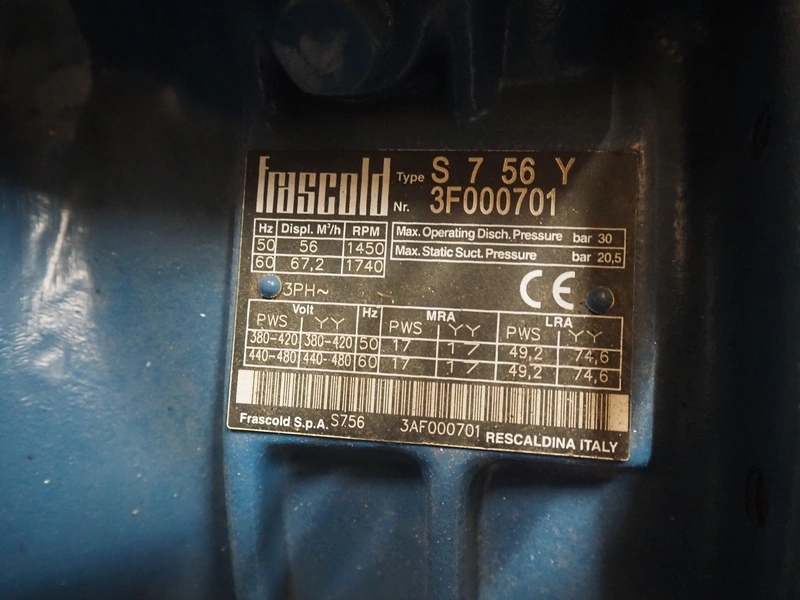 Frascold Type S 7 56 Y
Nr. 3F000701
Hz Displ. M³/h RPM
50 56 1450
60 67,2 1740
Max. Operating Disch. Pressure bar 30
Max. Static Suct. Pressure bar 20,5
3PH~
CE
Volt Hz MRA LRA
PWS YY PWS YY PWS YY
380-420 380-420 50 17 17 49,2 74,6
440-480 440-480 60 17 17 49,2 74,6
Frascold S.p.A. S756 3AF000701 RESCALDINA ITALY